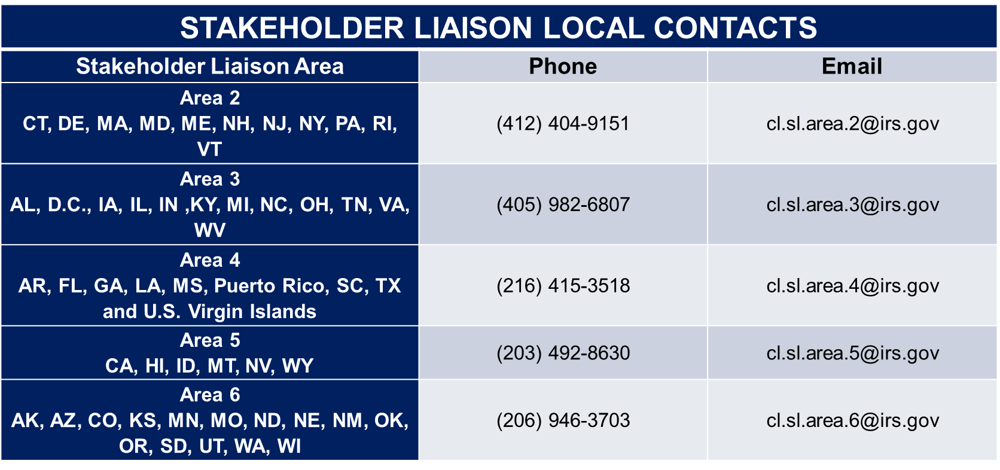 STAKEHOLDER LIAISON LOCAL CONTACTS
Stakeholder Liaison Area Phone Email
Area 2
CT, DE, MA, MD, ME, NH, NJ, NY, PA, RI,
VT
(412) 404-9151
cl.sl.area.2@irs.gov
Area 3
AL, D.C., IA, IL, IN ,KY, MI, NC, OH, TN, VA,
WV
(405) 982-6807
cl.sl.area.3@irs.gov
Area 4
AR, FL, GA, LA, MS, Puerto Rico, SC, TX
and U.S. Virgin Islands
(216) 415-3518
cl.sl.area.4@irs.gov
Area 5
CA, HI, ID, MT, NV, WY
(203) 492-8630
cl.sl.area.5@irs.gov
Area 6
AK, AZ, CO, KS, MN, MO, ND, NE, NM, OK,
OR, SD, UT, WA, WI
(206) 946-3703
cl.sl.area.6@irs.gov